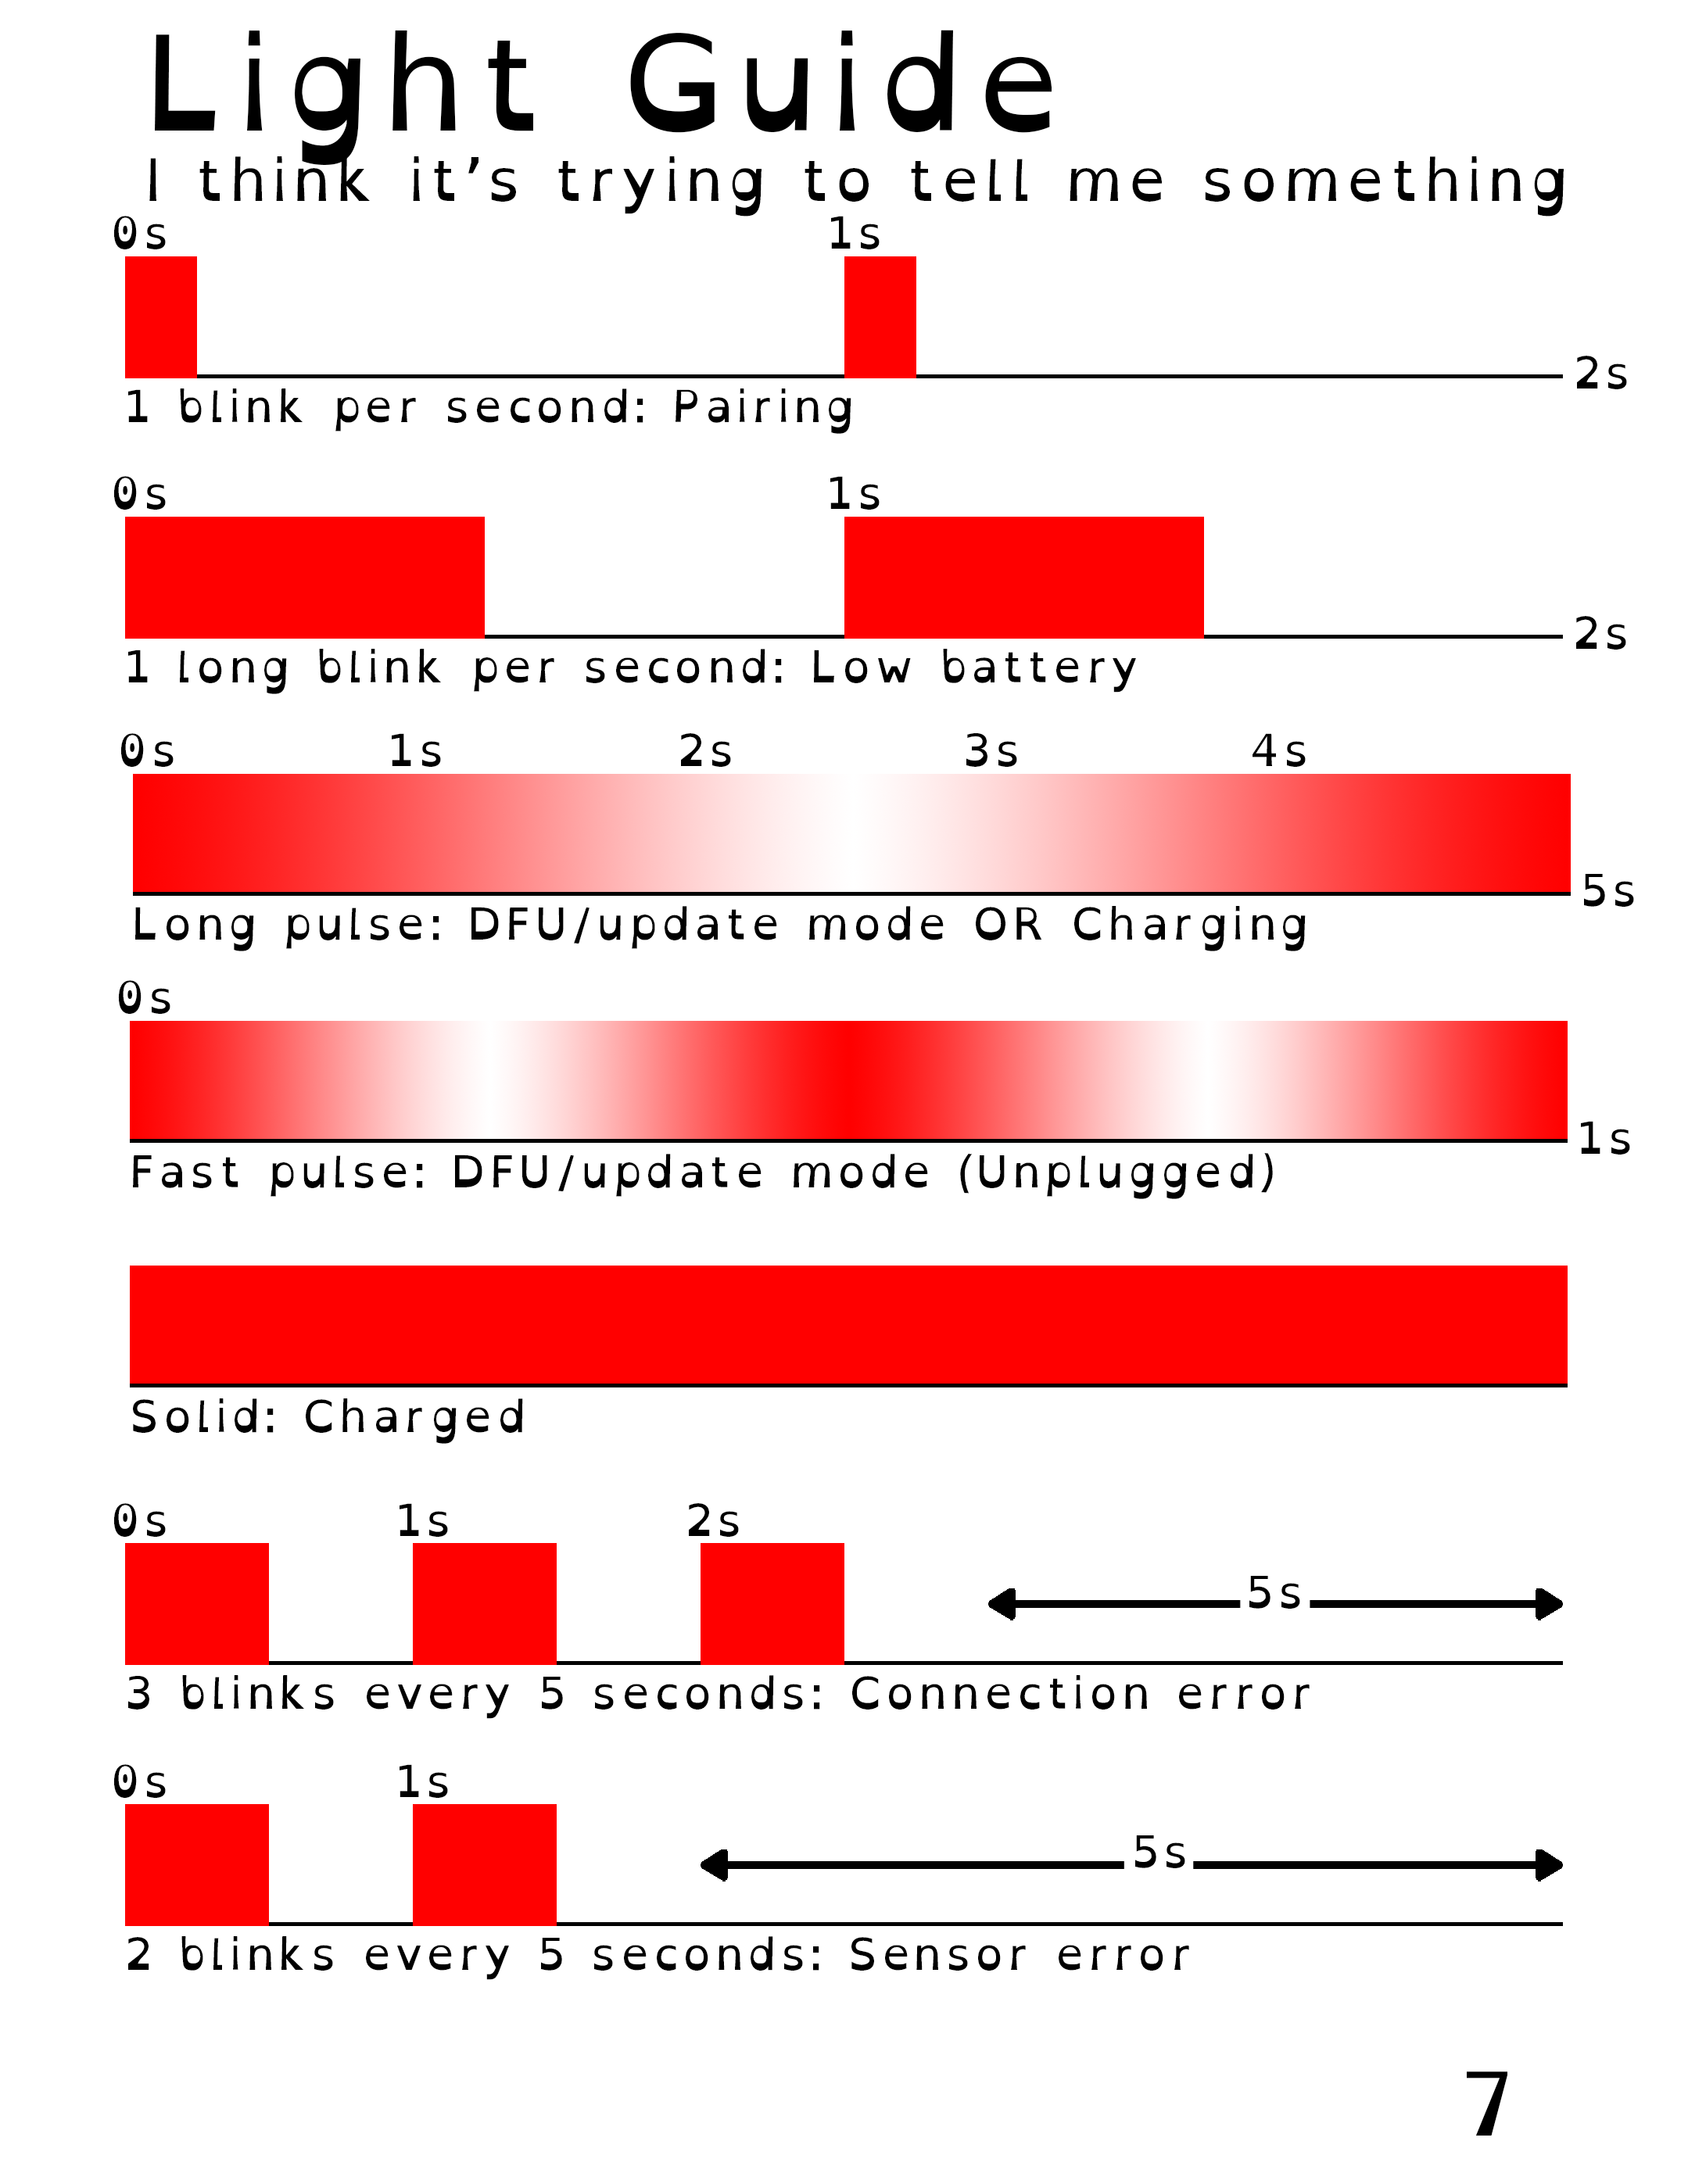 Light Guide
I think it's trying to tell me something
0s 1s
2s
1 blink per second: Pairing
0s 1s
2s
1 long blink per second: Low battery
0s 1s 2s 3s 4s
5s
Long pulse: DFU/update mode OR Charging
0s
1s
Fast pulse: DFU/update mode (Unplugged)
Solid: Charged
0s 1s 2s
5s
3 blinks every 5 seconds: Connection error
0s 1s
5s
2 blinks every 5 seconds: Sensor error
7